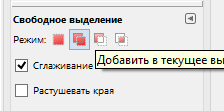 Свободное выделение
Режим:
Добавить в текущее вы
Сглаживание
Растушевать края